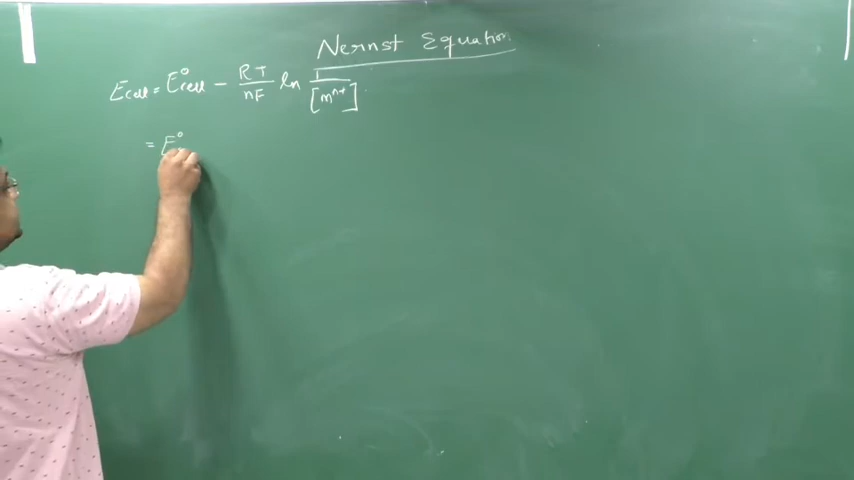 Nernst Equation
Ecell = E°cell - RT/nF ln 1/[m^n+]
= E°